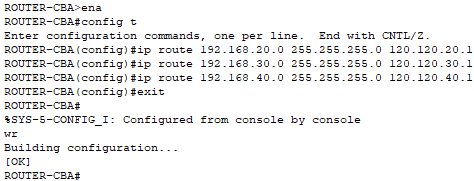 ROUTER-CBA>ena
ROUTER-CBA#config t
Enter configuration commands, one per line.  End with CNTL/Z.
ROUTER-CBA(config)#ip route 192.168.20.0 255.255.255.0 120.120.20.1
ROUTER-CBA(config)#ip route 192.168.30.0 255.255.255.0 120.120.30.1
ROUTER-CBA(config)#ip route 192.168.40.0 255.255.255.0 120.120.40.1
ROUTER-CBA(config)#exit
ROUTER-CBA#
%SYS-5-CONFIG_I: Configured from console by console
wr
Building configuration...
[OK]
ROUTER-CBA#